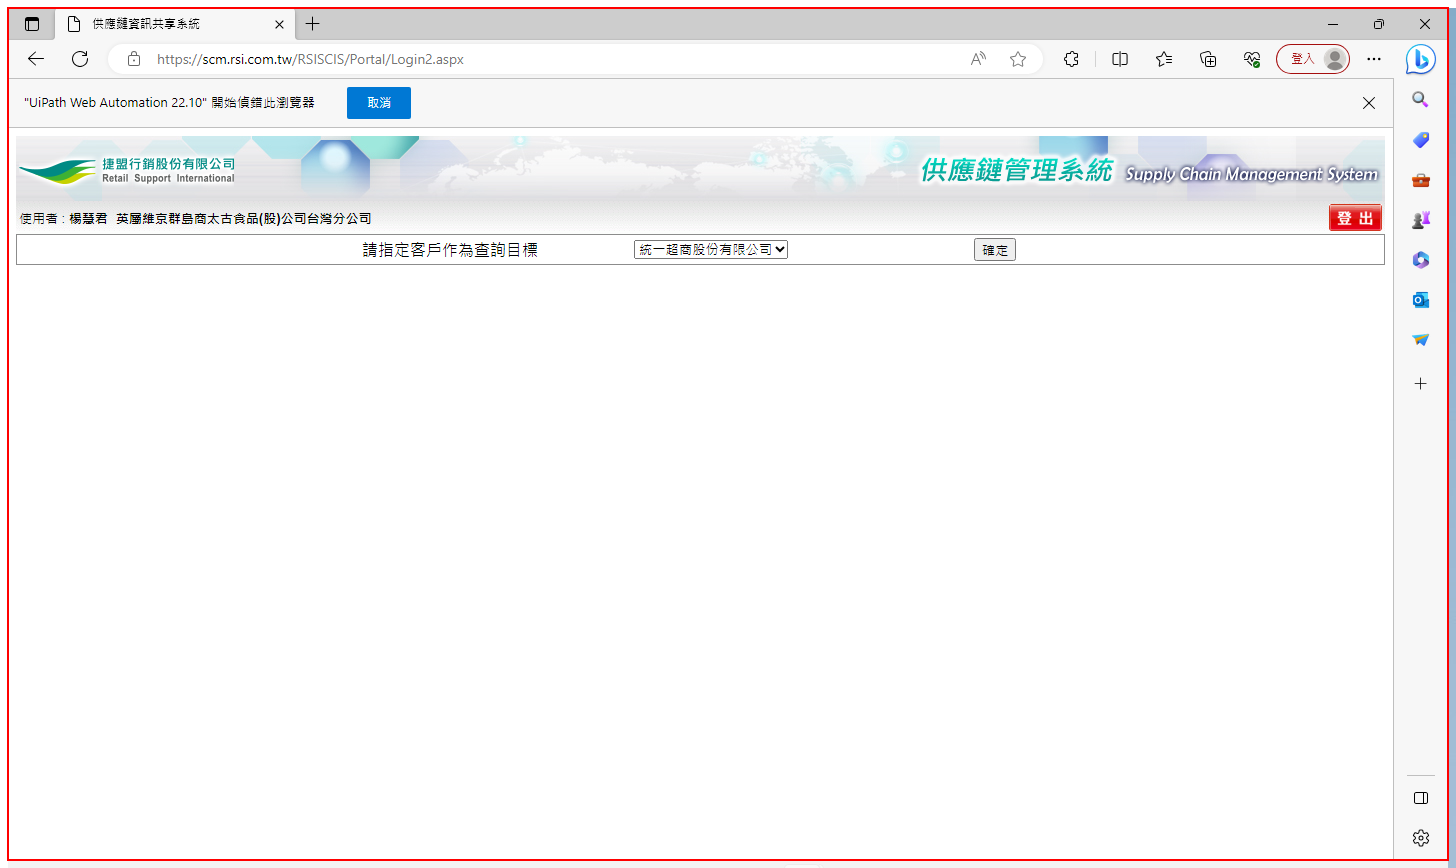 供應鏈資訊共享系統
https://scm.rsi.com.tw/RSISCIS/Portal/Login2.aspx
登入
"UiPath Web Automation 22.10" 開始偵錯此瀏覽器
取消
捷盟行銷股份有限公司
Retail Support International
供應鏈管理系統 Supply Chain Management System
使用者 : 楊慧君 英屬維京群島商太古食品(股)公司台灣分公司
登出
請指定客戶作為查詢目標 統一超商股份有限公司 確定